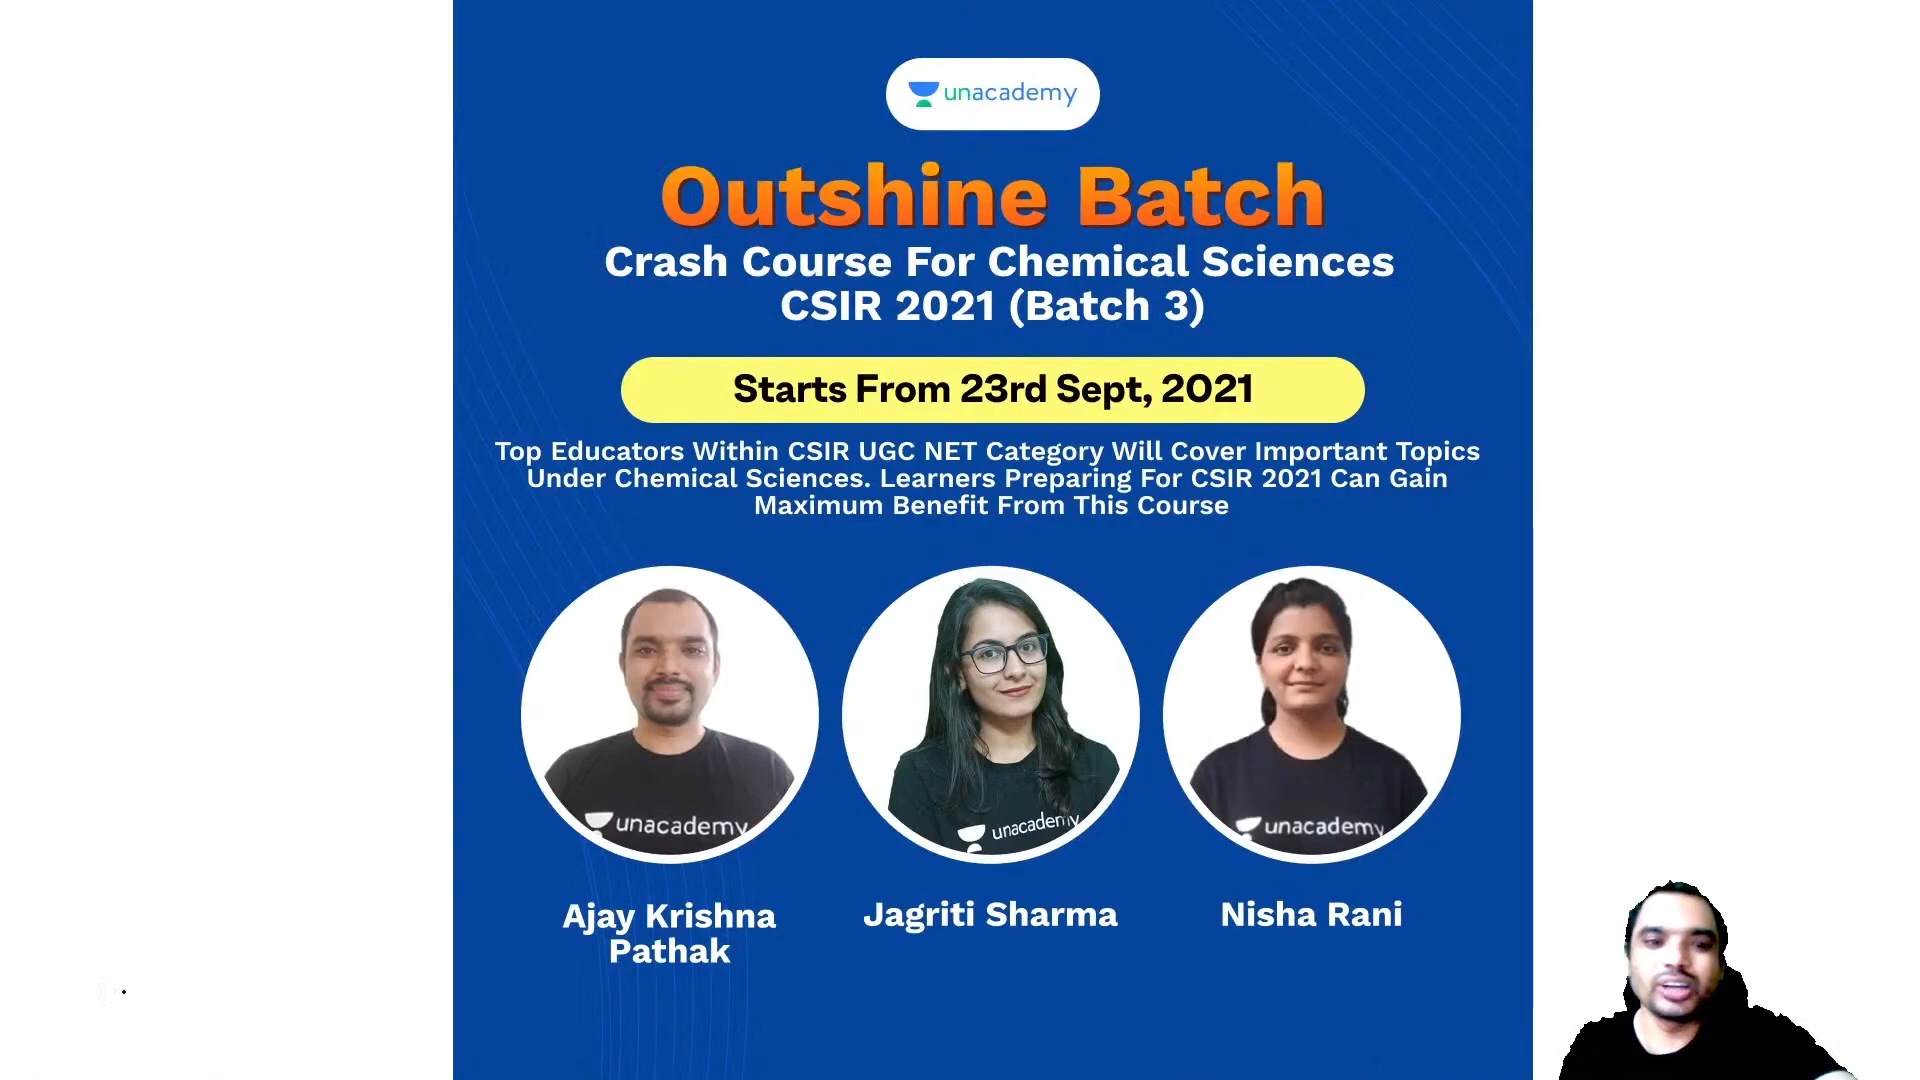 unacademy
Outshine Batch
Crash Course For Chemical Sciences
CSIR 2021 (Batch 3)
Starts From 23rd Sept, 2021
Top Educators Within CSIR UGC NET Category Will Cover Important Topics
Under Chemical Sciences. Learners Preparing For CSIR 2021 Can Gain
Maximum Benefit From This Course
unacademy
unacademy
unacademy
Ajay Krishna
Pathak
Jagriti Sharma
Nisha Rani